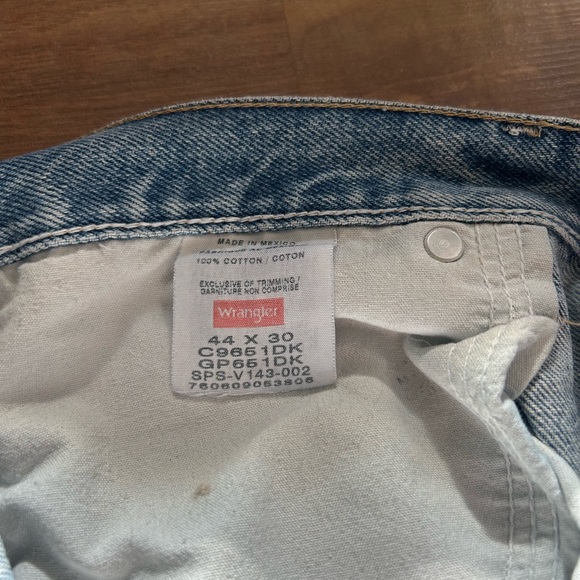 MADE IN MEXICO
100% COTTON / COTON
EXCLUSIVE OF TRIMMING /
GARNITURE NON COMPRISE
Wrangler
44 X 30
C9651DK
GP651DK
SPS-V143-002
760609053806